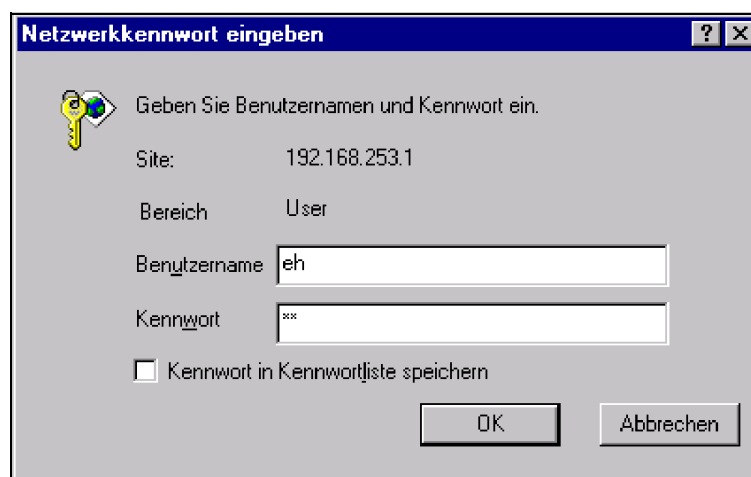 Netzwerkkennwort eingeben
Geben Sie Benutzernamen und Kennwort ein.
Site: 192.168.253.1
Bereich User
Benutzername eh
Kennwort **
Kennwort in Kennwortliste speichern
OK Abbrechen